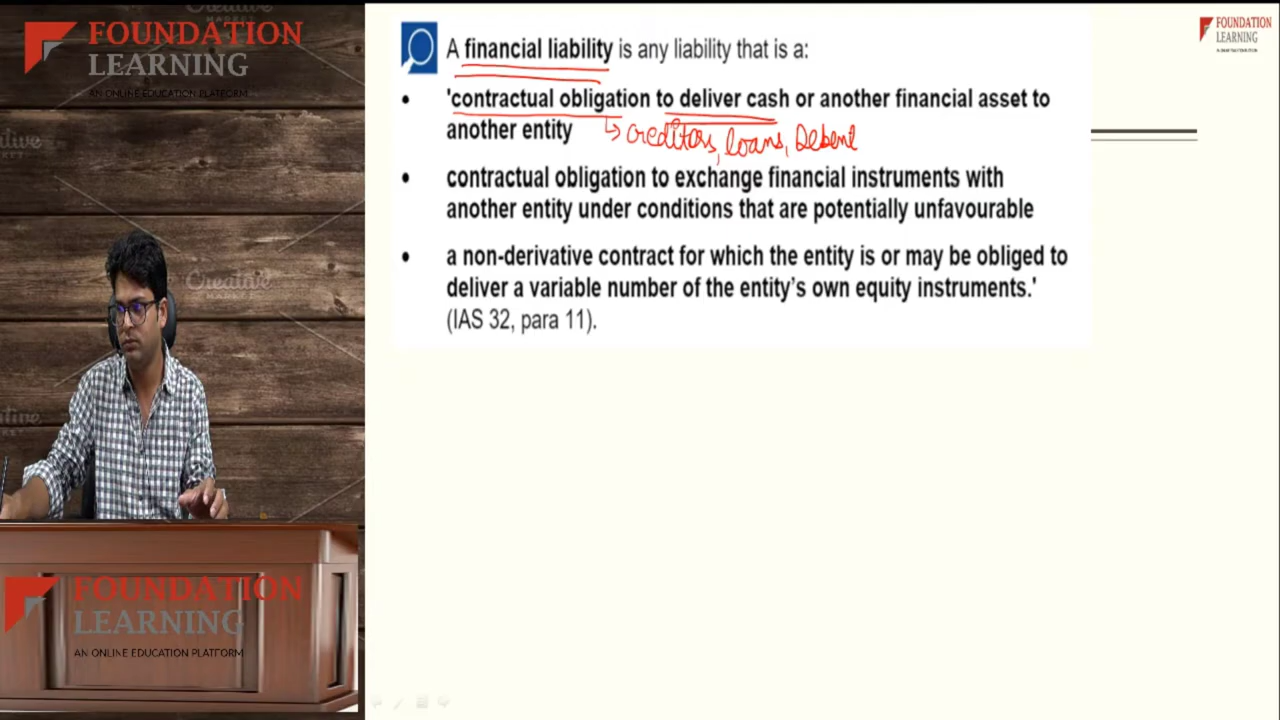 Creative
MARKET
FOUNDATION
LEARNING
AN ONLINE EDUCATION PLATFORM
Creative
MARKET
FOUNDATION
LEARNING
AN ONLINE EDUCATION PLATFORM
FOUNDATION
LEARNING
A financial liability is any liability that is a:
• 'contractual obligation to deliver cash or another financial asset to
another entity
creditors, loans, Debent
• contractual obligation to exchange financial instruments with
another entity under conditions that are potentially unfavourable
• a non-derivative contract for which the entity is or may be obliged to
deliver a variable number of the entity's own equity instruments.'
(IAS 32, para 11).